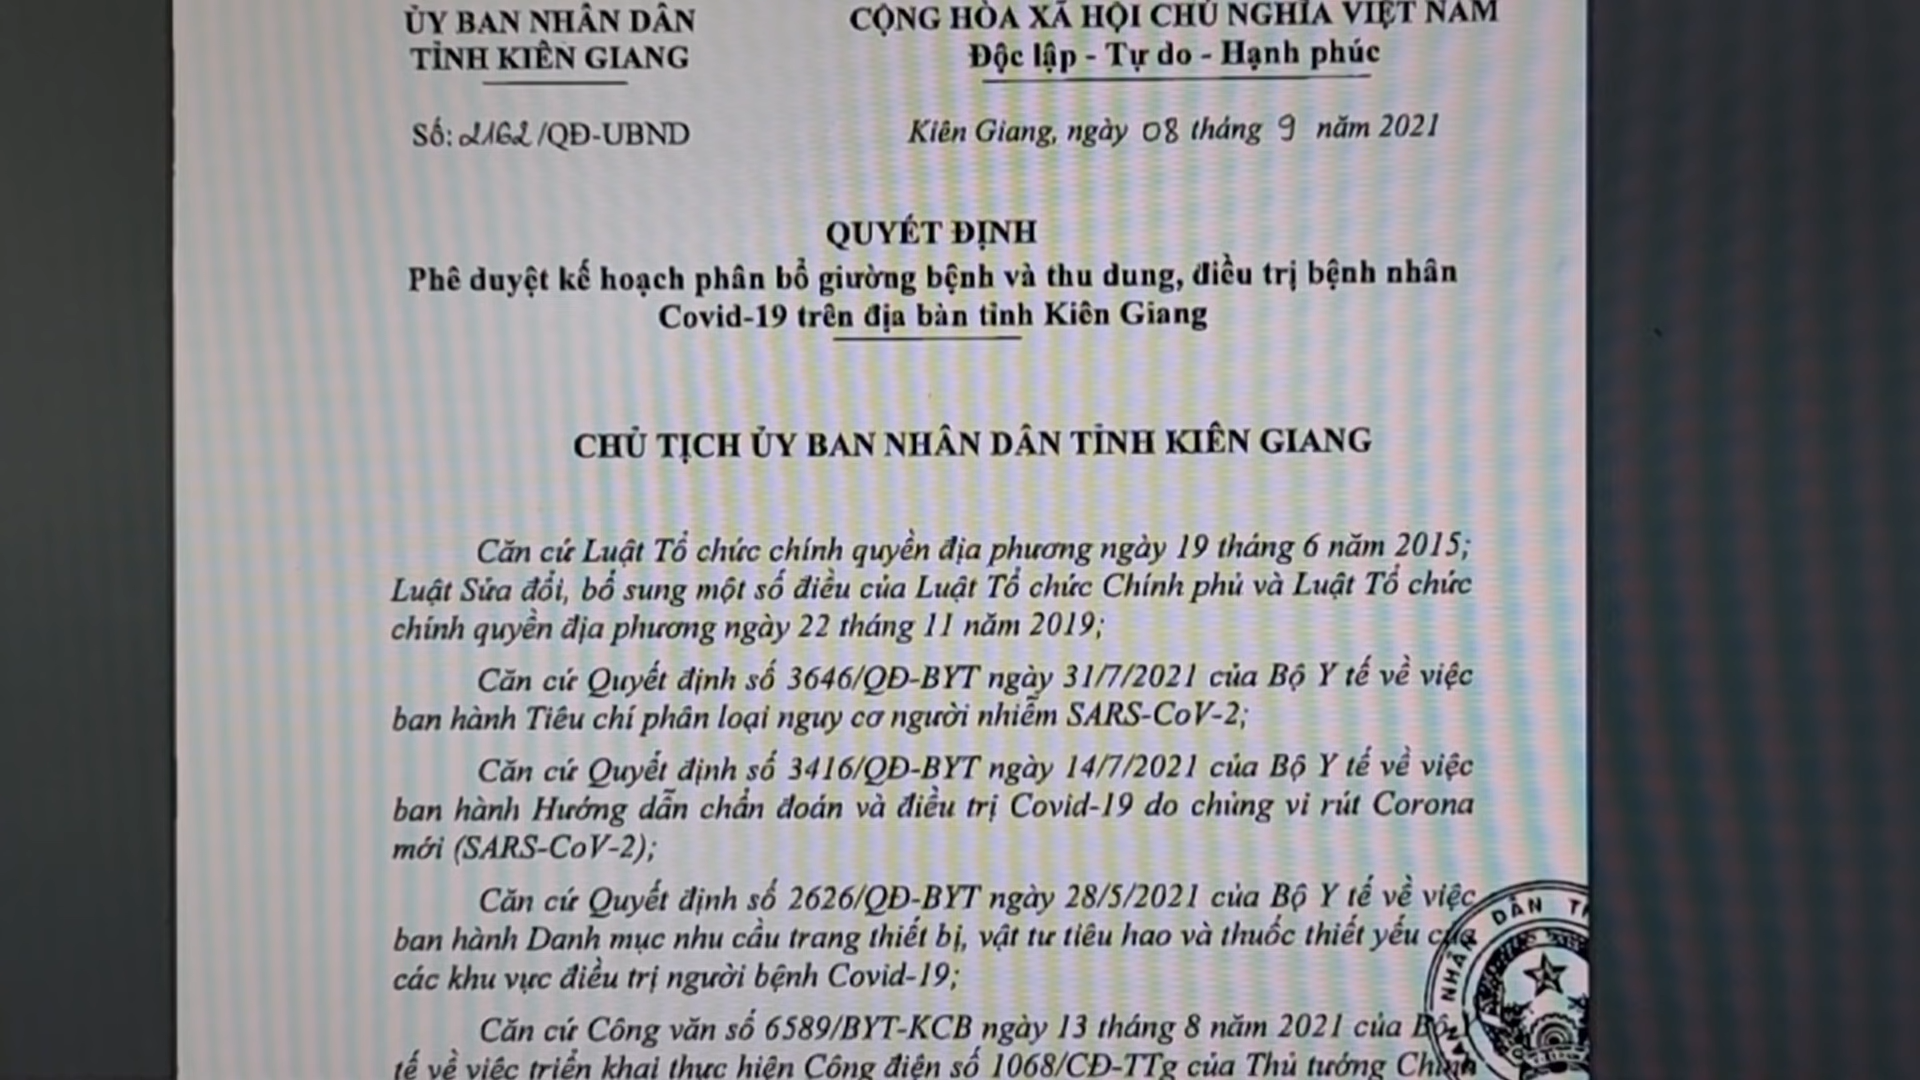 ỦY BAN NHÂN DÂN
TỈNH KIÊN GIANG
CỘNG HÒA XÃ HỘI CHỦ NGHĨA VIỆT NAM
Độc lập - Tự do - Hạnh phúc
Số: 2162/QĐ-UBND
Kiên Giang, ngày 08 tháng 9 năm 2021
QUYẾT ĐỊNH
Phê duyệt kế hoạch phân bổ giường bệnh và thu dung, điều trị bệnh nhân
Covid-19 trên địa bàn tỉnh Kiên Giang
CHỦ TỊCH ỦY BAN NHÂN DÂN TỈNH KIÊN GIANG
Căn cứ Luật Tổ chức chính quyền địa phương ngày 19 tháng 6 năm 2015;
Luật Sửa đổi, bổ sung một số điều của Luật Tổ chức Chính phủ và Luật Tổ chức
chính quyền địa phương ngày 22 tháng 11 năm 2019;
Căn cứ Quyết định số 3646/QĐ-BYT ngày 31/7/2021 của Bộ Y tế về việc
ban hành Tiêu chí phân loại nguy cơ người nhiễm SARS-CoV-2;
Căn cứ Quyết định số 3416/QĐ-BYT ngày 14/7/2021 của Bộ Y tế về việc
ban hành Hướng dẫn chẩn đoán và điều trị Covid-19 do chủng vi rút Corona
mới (SARS-CoV-2);
Căn cứ Quyết định số 2626/QĐ-BYT ngày 28/5/2021 của Bộ Y tế về việc
ban hành Danh mục nhu cầu trang thiết bị, vật tư tiêu hao và thuốc thiết yếu của
các khu vực điều trị người bệnh Covid-19;
Căn cứ Công văn số 6589/BYT-KCB ngày 13 tháng 8 năm 2021 của Bộ Y
tế về việc triển khai thực hiện Công điện số 1068/CĐ-TTg của Thủ tướng Chính
NHÂN DÂN